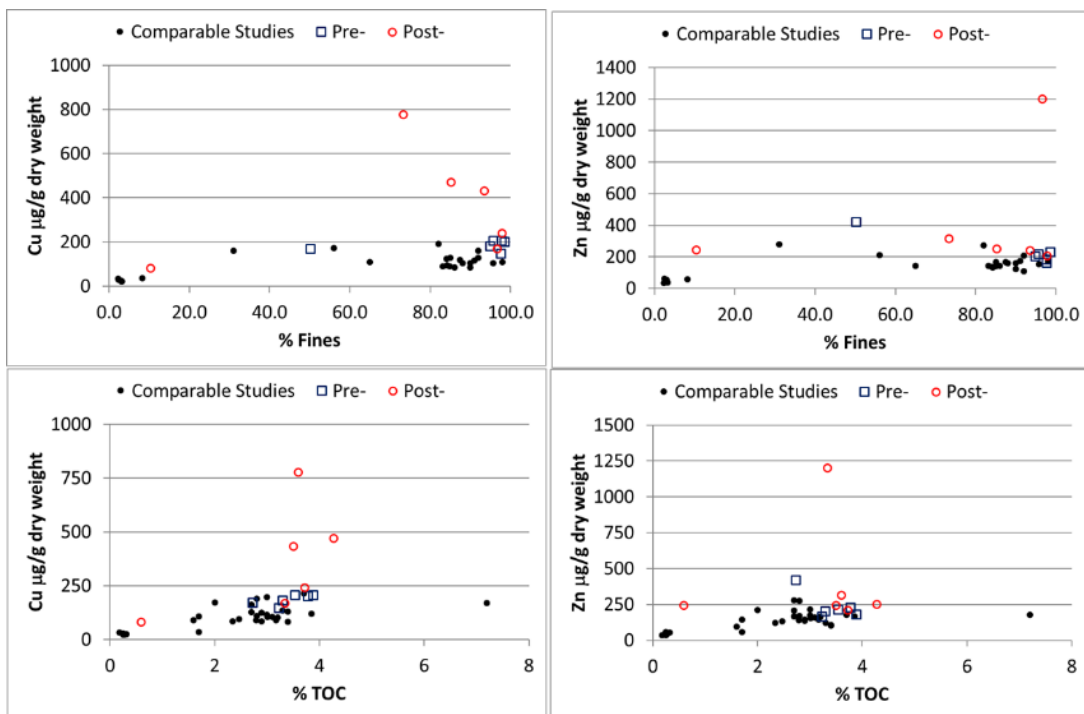 Comparable Studies Pre- Post-
Cu µg/g dry weight
1000
800
600
400
200
0
0.0 20.0 40.0 60.0 80.0 100.0
% Fines
Comparable Studies Pre- Post-
Zn µg/g dry weight
1400
1200
1000
800
600
400
200
0
0.0 20.0 40.0 60.0 80.0 100.0
% Fines
Comparable Studies Pre- Post-
Cu µg/g dry weight
1000
750
500
250
0
0 2 4 6 8
% TOC
Comparable Studies Pre- Post-
Zn µg/g dry weight
1500
1250
1000
750
500
250
0
0 2 4 6 8
% TOC